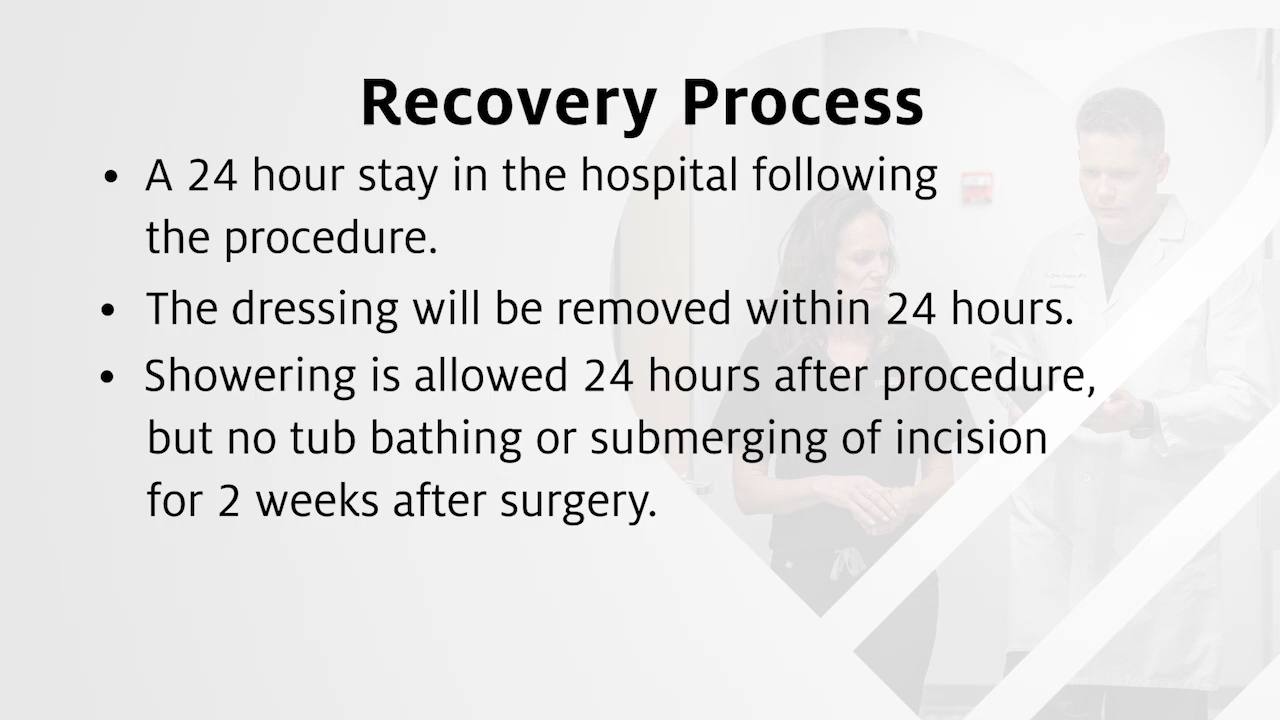 Recovery Process
• A 24 hour stay in the hospital following
the procedure.
• The dressing will be removed within 24 hours.
• Showering is allowed 24 hours after procedure,
but no tub bathing or submerging of incision
for 2 weeks after surgery.